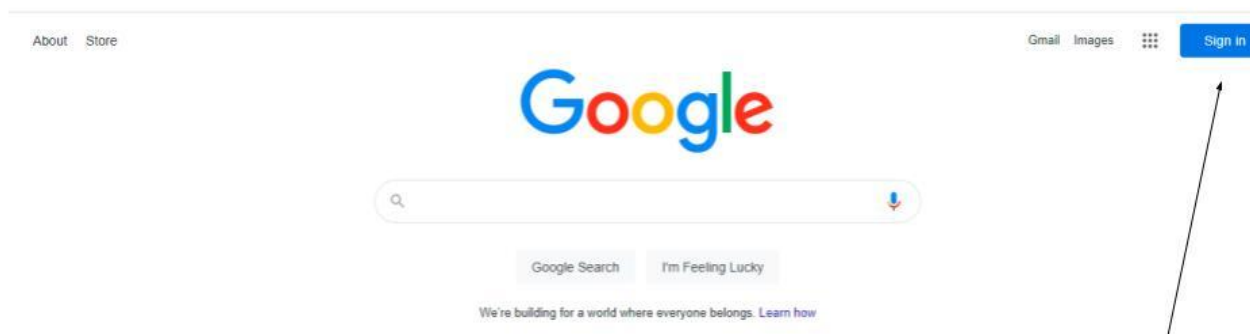 About Store Gmail Images Sign in
Google
Google Search I'm Feeling Lucky
We're building for a world where everyone belongs. Learn how